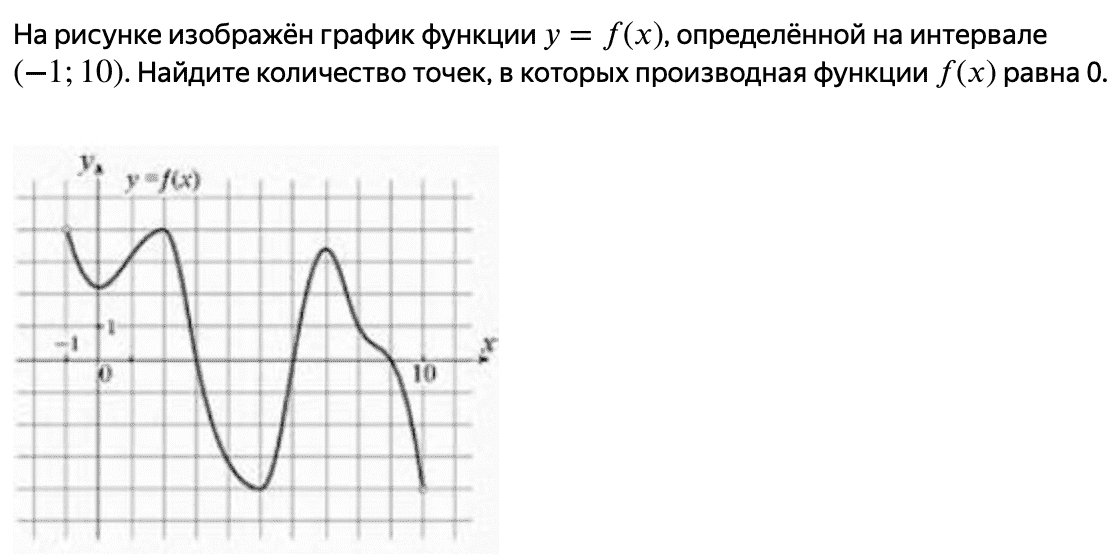 На рисунке изображён график функции y = f(x), определённой на интервале
(−1; 10). Найдите количество точек, в которых производная функции f(x) равна 0.
y
y = f(x)
1
−1
x
0
10